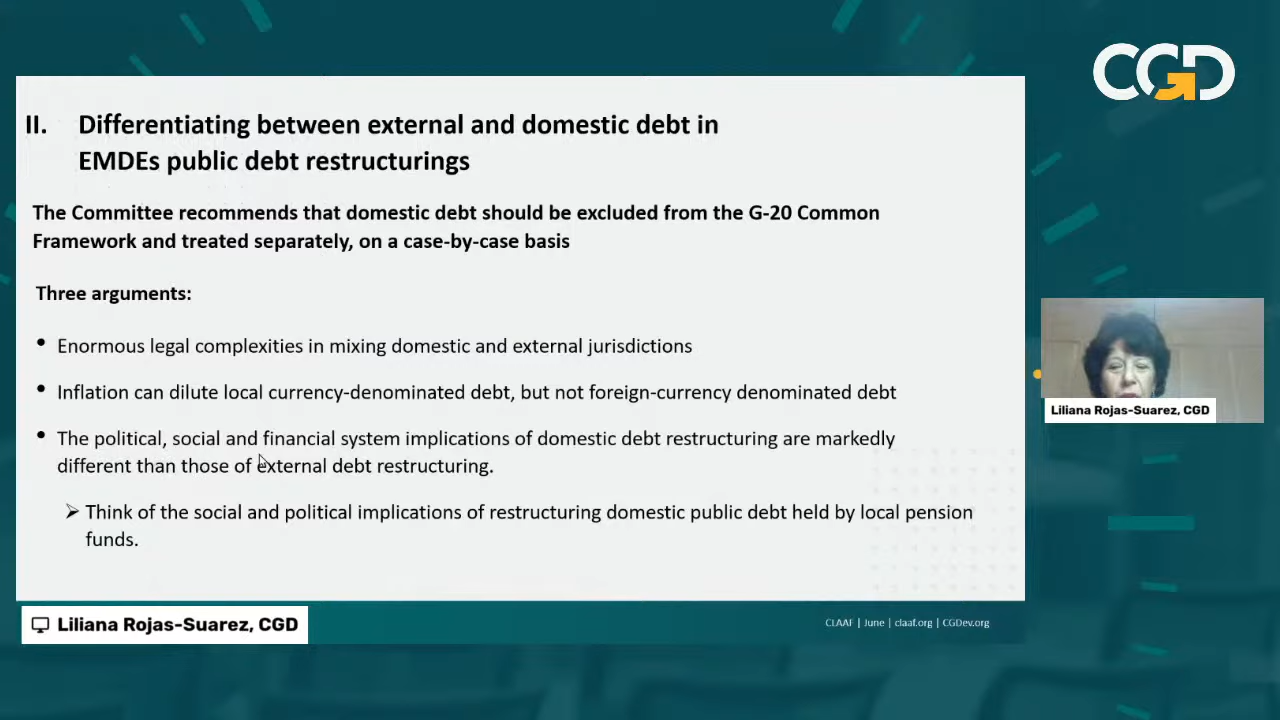 CGD
II. Differentiating between external and domestic debt in
EMDEs public debt restructurings
The Committee recommends that domestic debt should be excluded from the G-20 Common
Framework and treated separately, on a case-by-case basis
Three arguments:
• Enormous legal complexities in mixing domestic and external jurisdictions
• Inflation can dilute local currency-denominated debt, but not foreign-currency denominated debt
• The political, social and financial system implications of domestic debt restructuring are markedly
different than those of external debt restructuring.
➢ Think of the social and political implications of restructuring domestic public debt held by local pension
funds.
Liliana Rojas-Suarez, CGD
Liliana Rojas-Suarez, CGD
CLAAF | June | claaf.org | CGDev.org